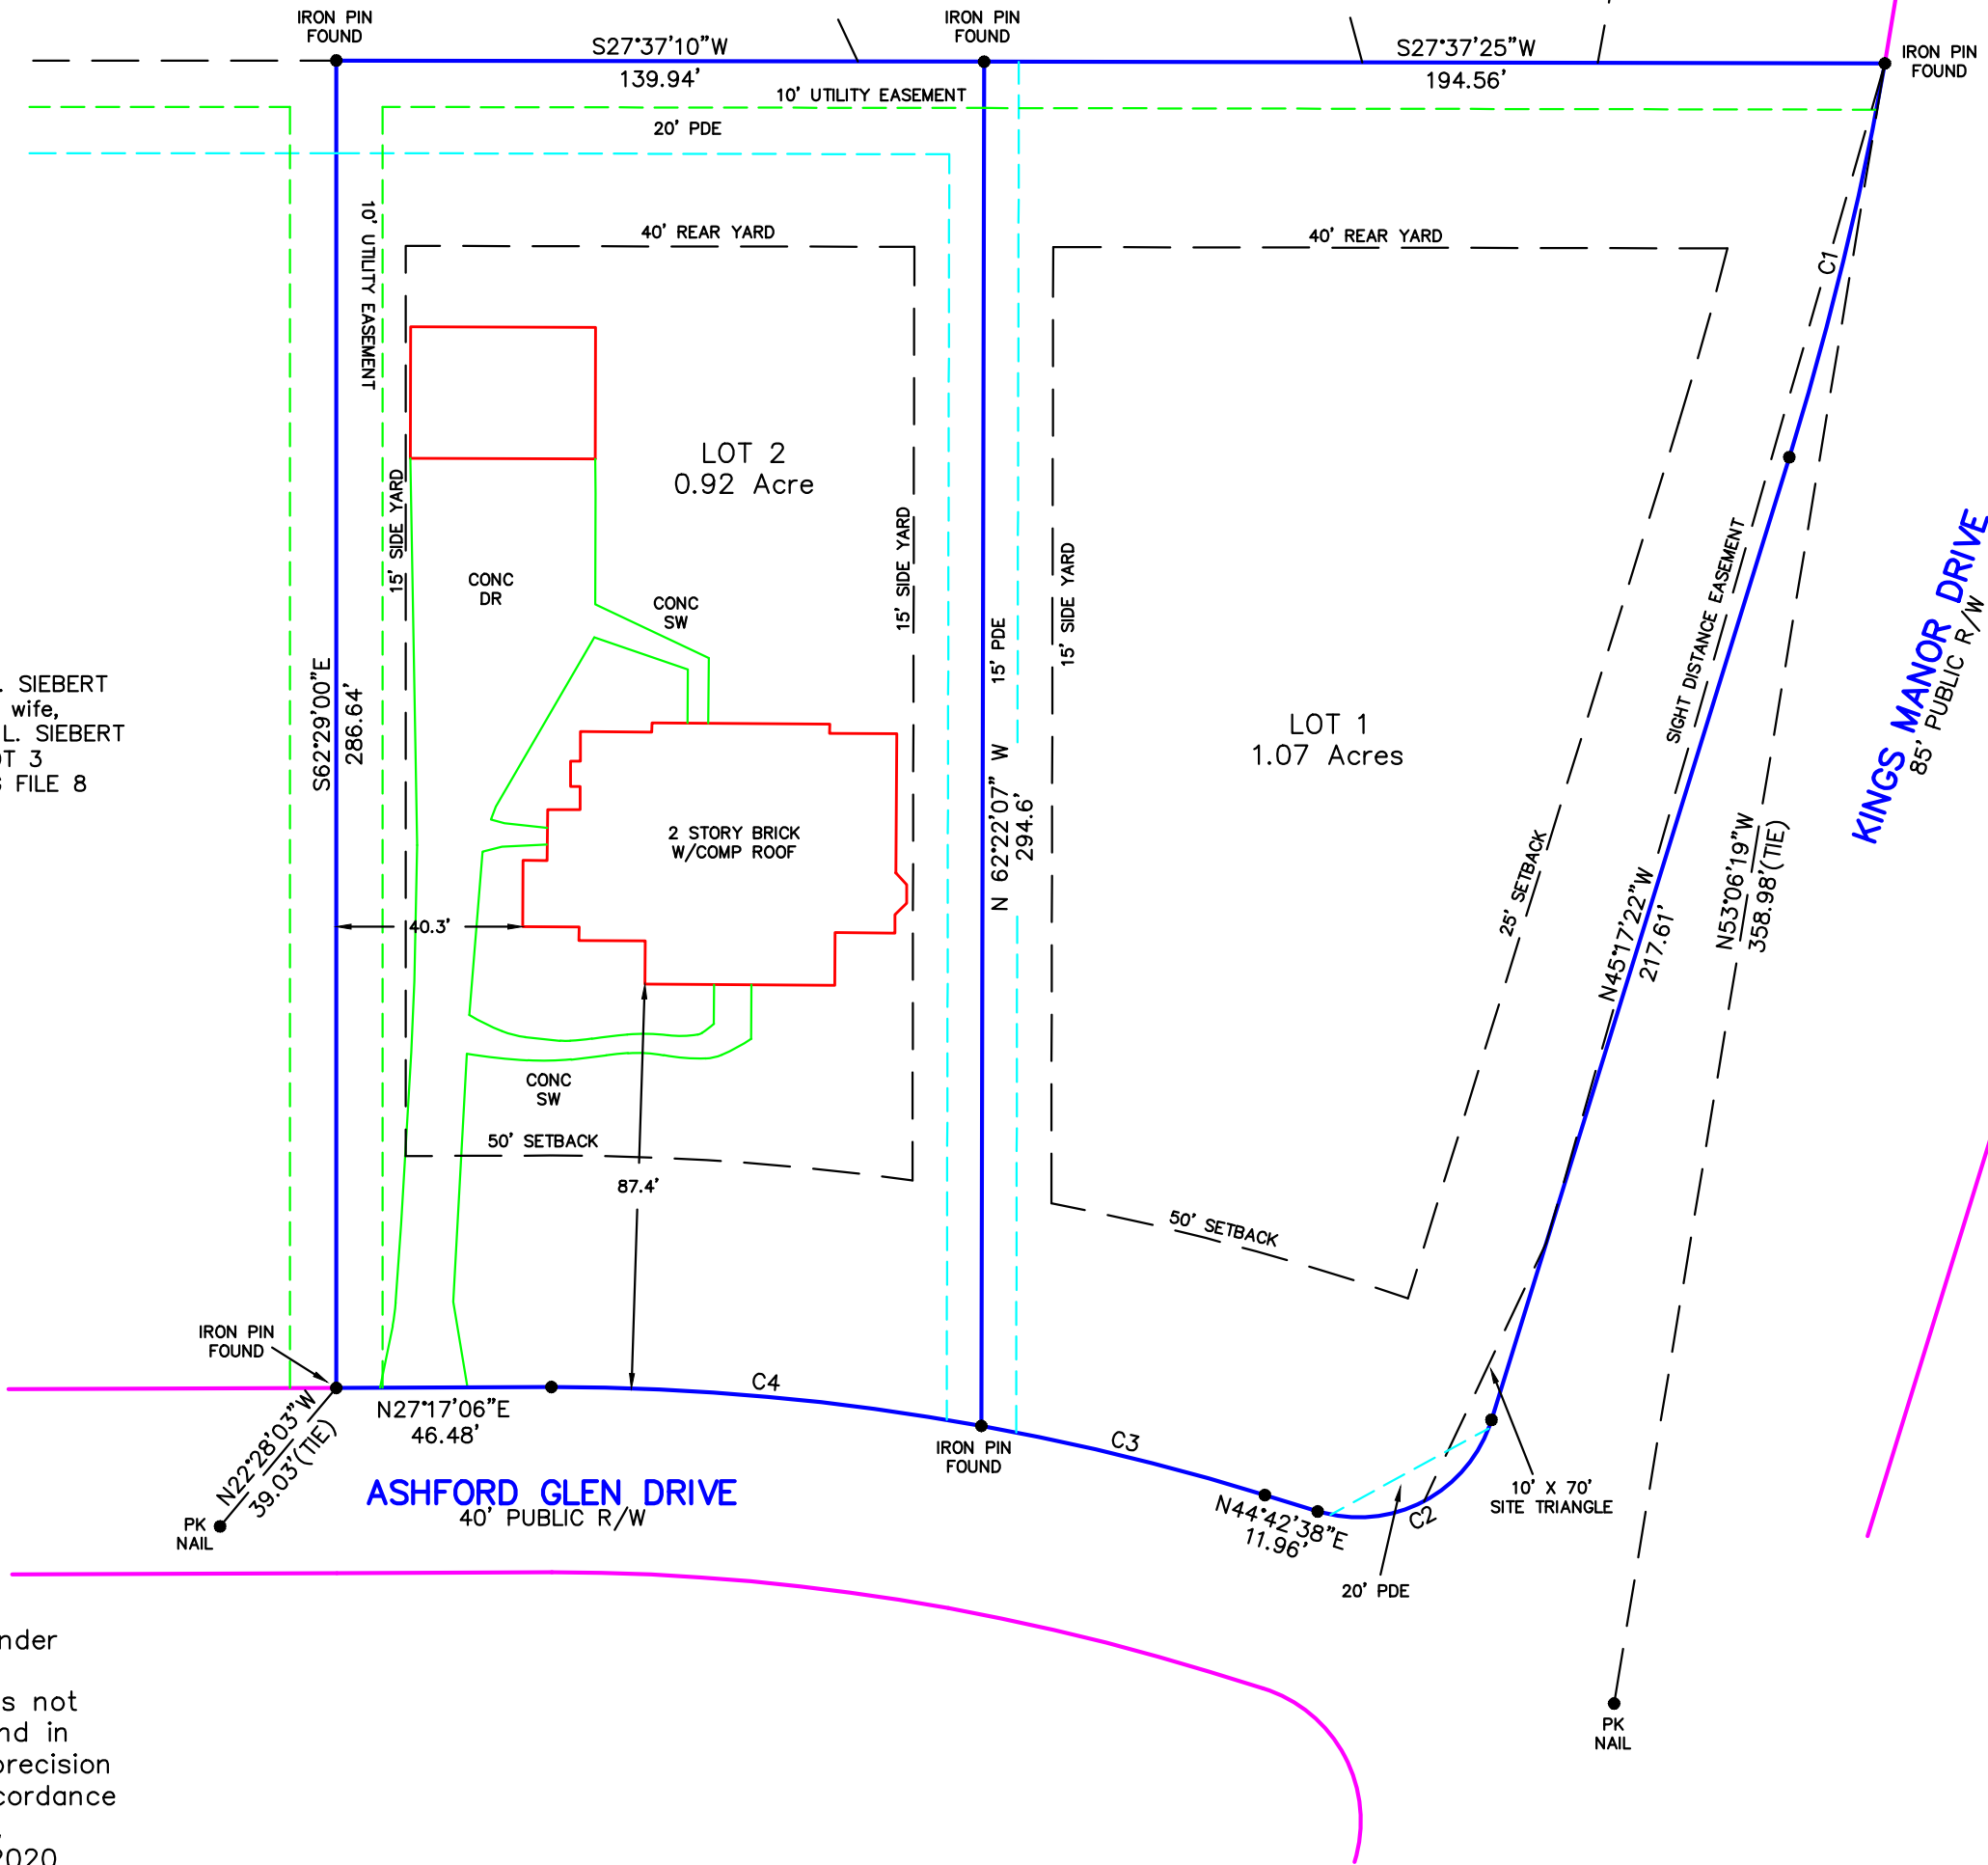 IRON PIN
FOUND
IRON PIN
FOUND
IRON PIN
FOUND
S27°37'10"W
139.94'
S27°37'25"W
194.56'
10' UTILITY EASEMENT
20' PDE
10' UTILITY EASEMENT
40' REAR YARD
40' REAR YARD
C1
LOT 2
0.92 Acre
15' SIDE YARD
15' SIDE YARD
15' SIDE YARD
15' PDE
CONC
DR
CONC
SW
SIGHT DISTANCE EASEMENT
KINGS MANOR DRIVE
85' PUBLIC R/W
. SIEBERT
wife,
L. SIEBERT
OT 3
FILE 8
S62°29'00"E
286.64'
LOT 1
1.07 Acres
N 62°22'07" W
294.6'
2 STORY BRICK
W/COMP ROOF
25' SETBACK
N45°17'22"W
217.61'
N53°06'19"W
358.98'(TIE)
40.3'
CONC
SW
50' SETBACK
87.4'
50' SETBACK
IRON PIN
FOUND
C4
N27°17'06"E
46.48'
N22°28'03"W
39.03'(TIE)
PK
NAIL
ASHFORD GLEN DRIVE
40' PUBLIC R/W
IRON PIN
FOUND
C3
N44°42'38"E
11.96'
C2
10' X 70'
SITE TRIANGLE
20' PDE
PK
NAIL
nder
s not
nd in
precision
cordance
2020